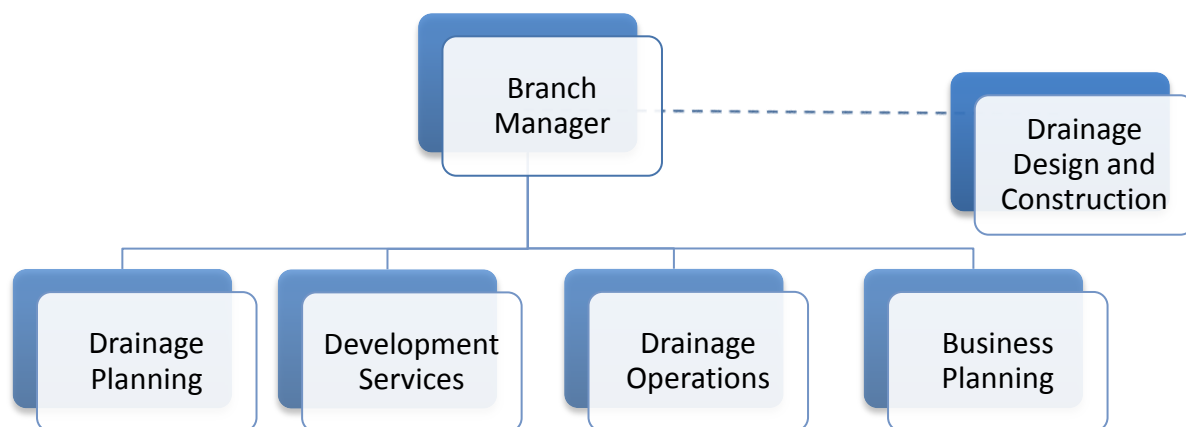 Branch
Manager
Drainage
Design and
Construction
Drainage
Planning
Development
Services
Drainage
Operations
Business
Planning